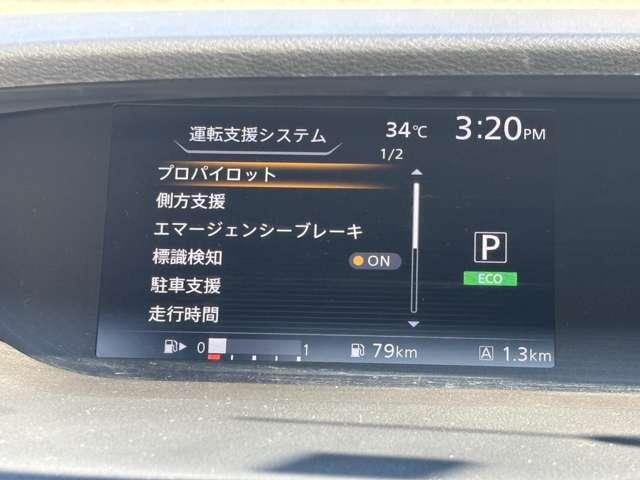 運転支援システム 34℃ 3:20PM
1/2
プロパイロット
側方支援
エマージェンシーブレーキ
標識検知 ON
P
駐車支援
ECO
走行時間
0 1 79km A 1.3km